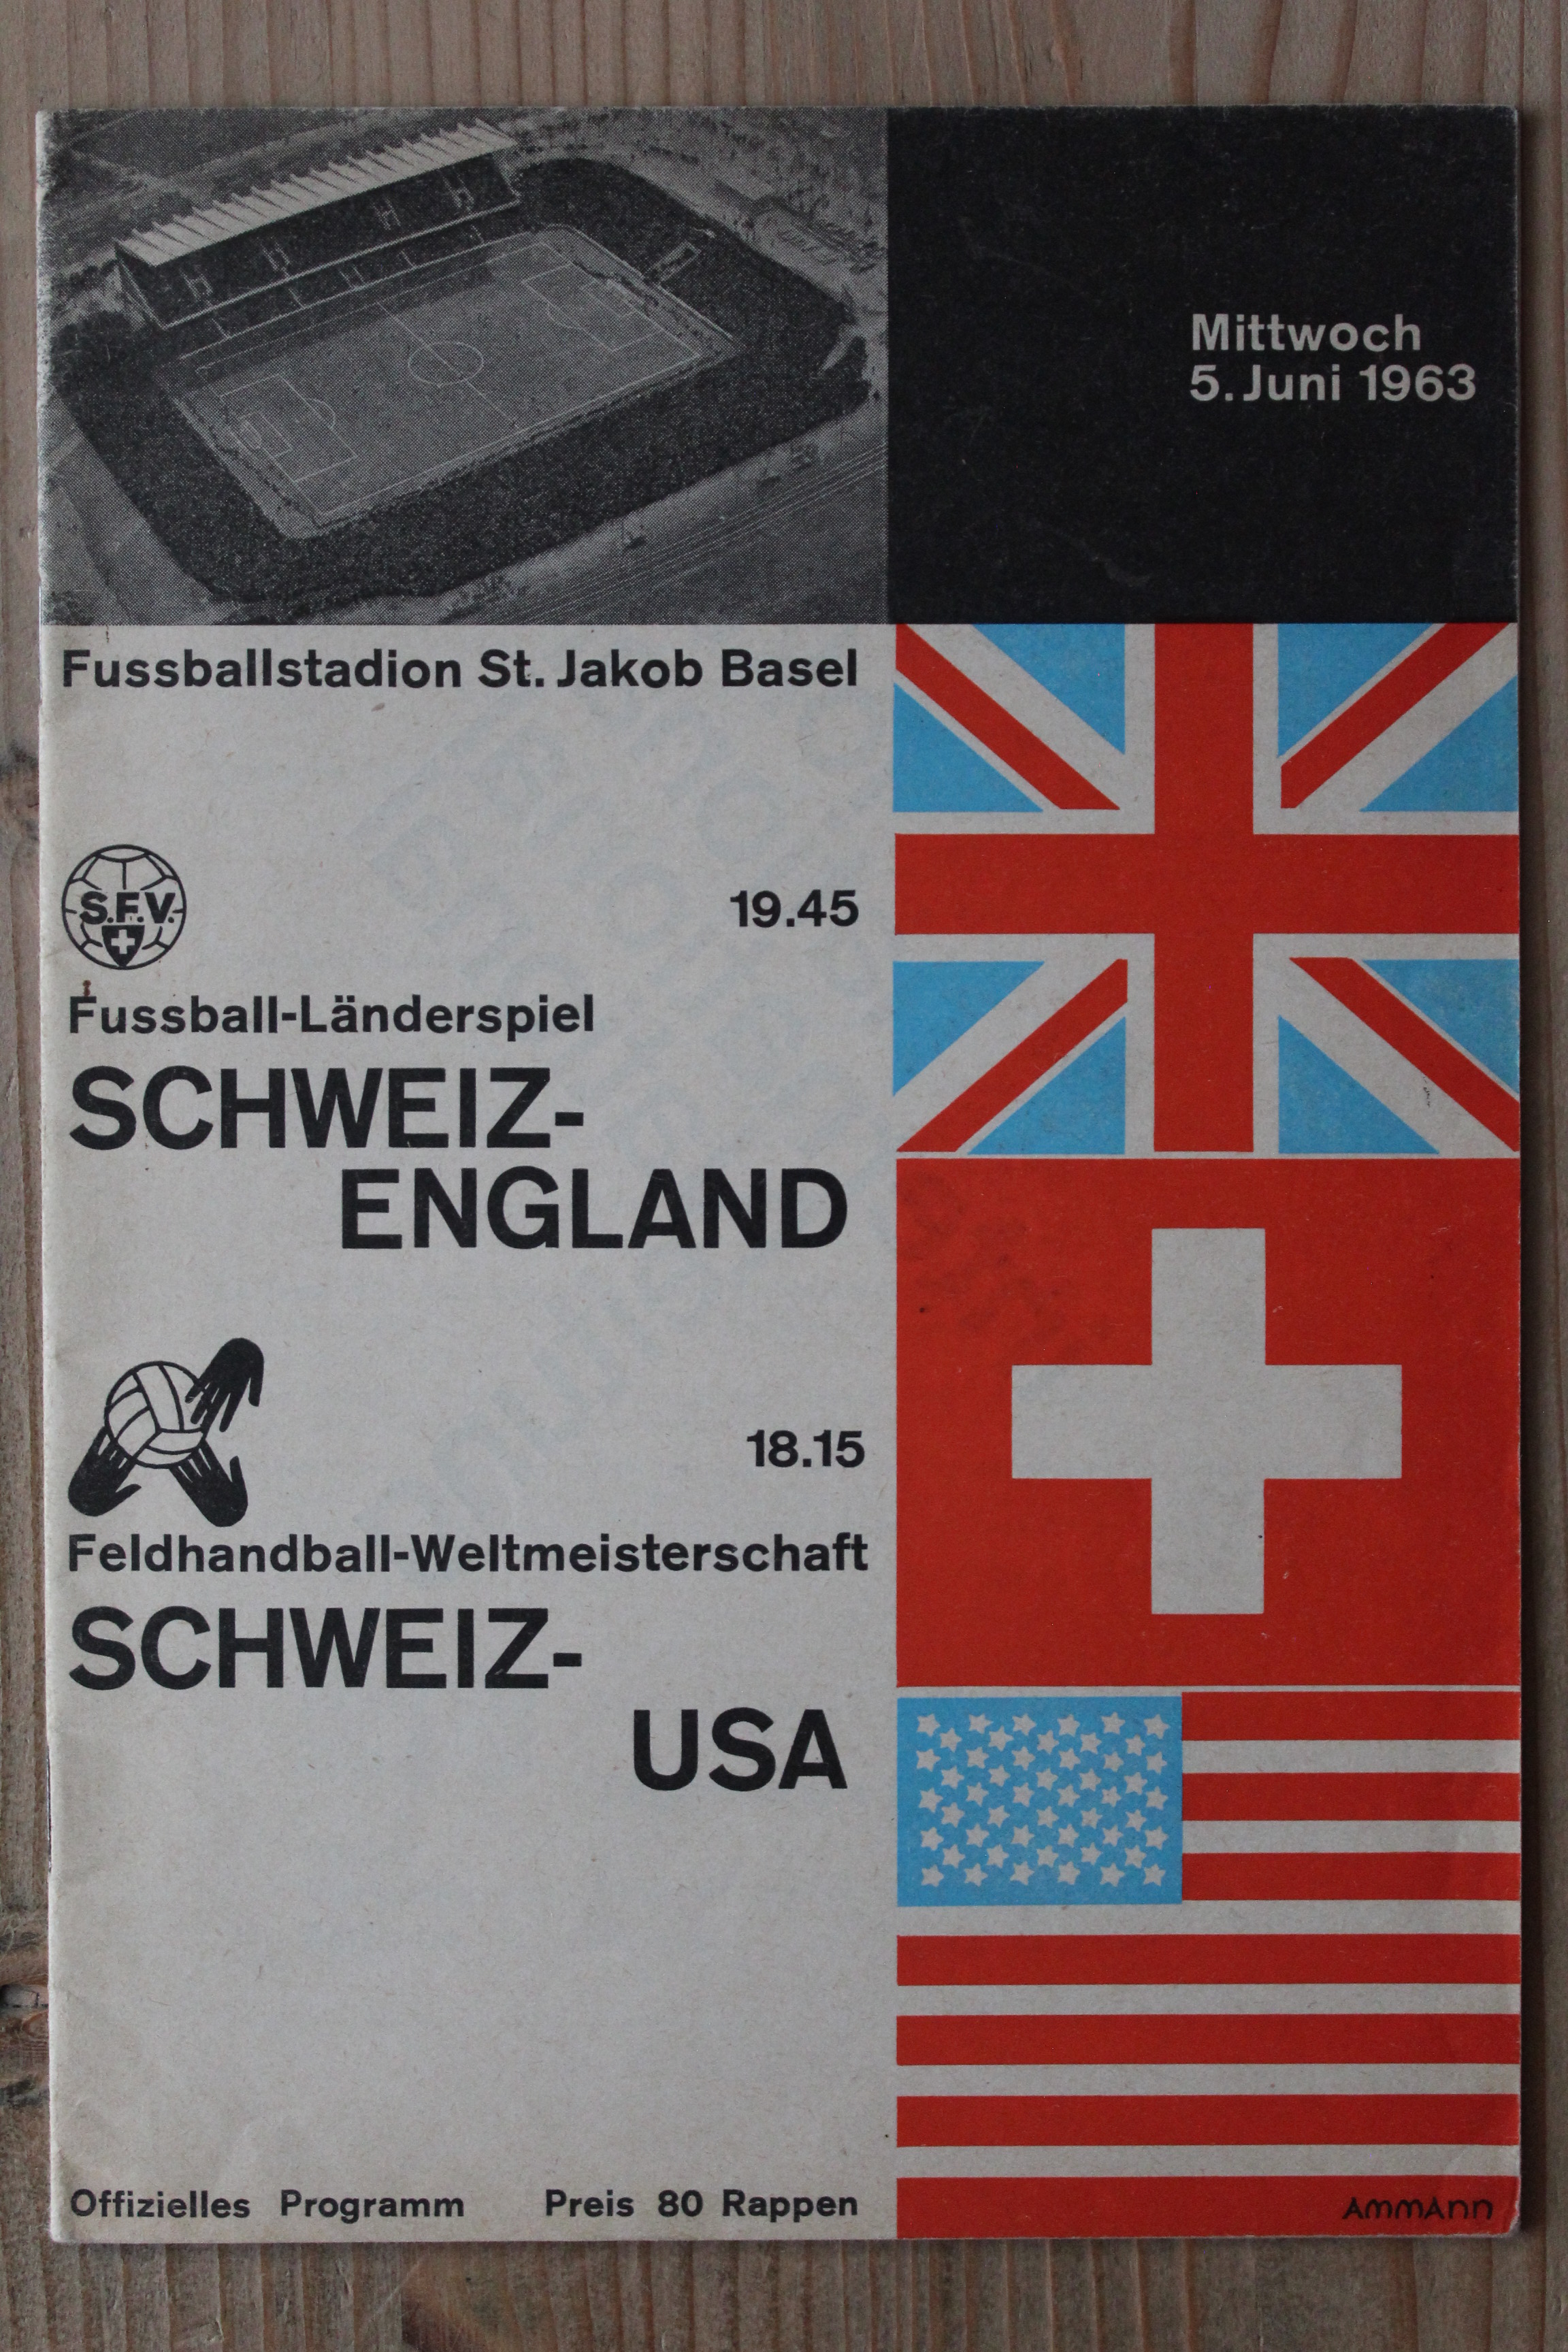 Mittwoch
5. Juni 1963
Fussballstadion St. Jakob Basel
S.F.V.
19.45
Fussball-Länderspiel
SCHWEIZ-
ENGLAND
18.15
Feldhandball-Weltmeisterschaft
SCHWEIZ-
USA
Offizielles Programm Preis 80 Rappen
AmmAnn